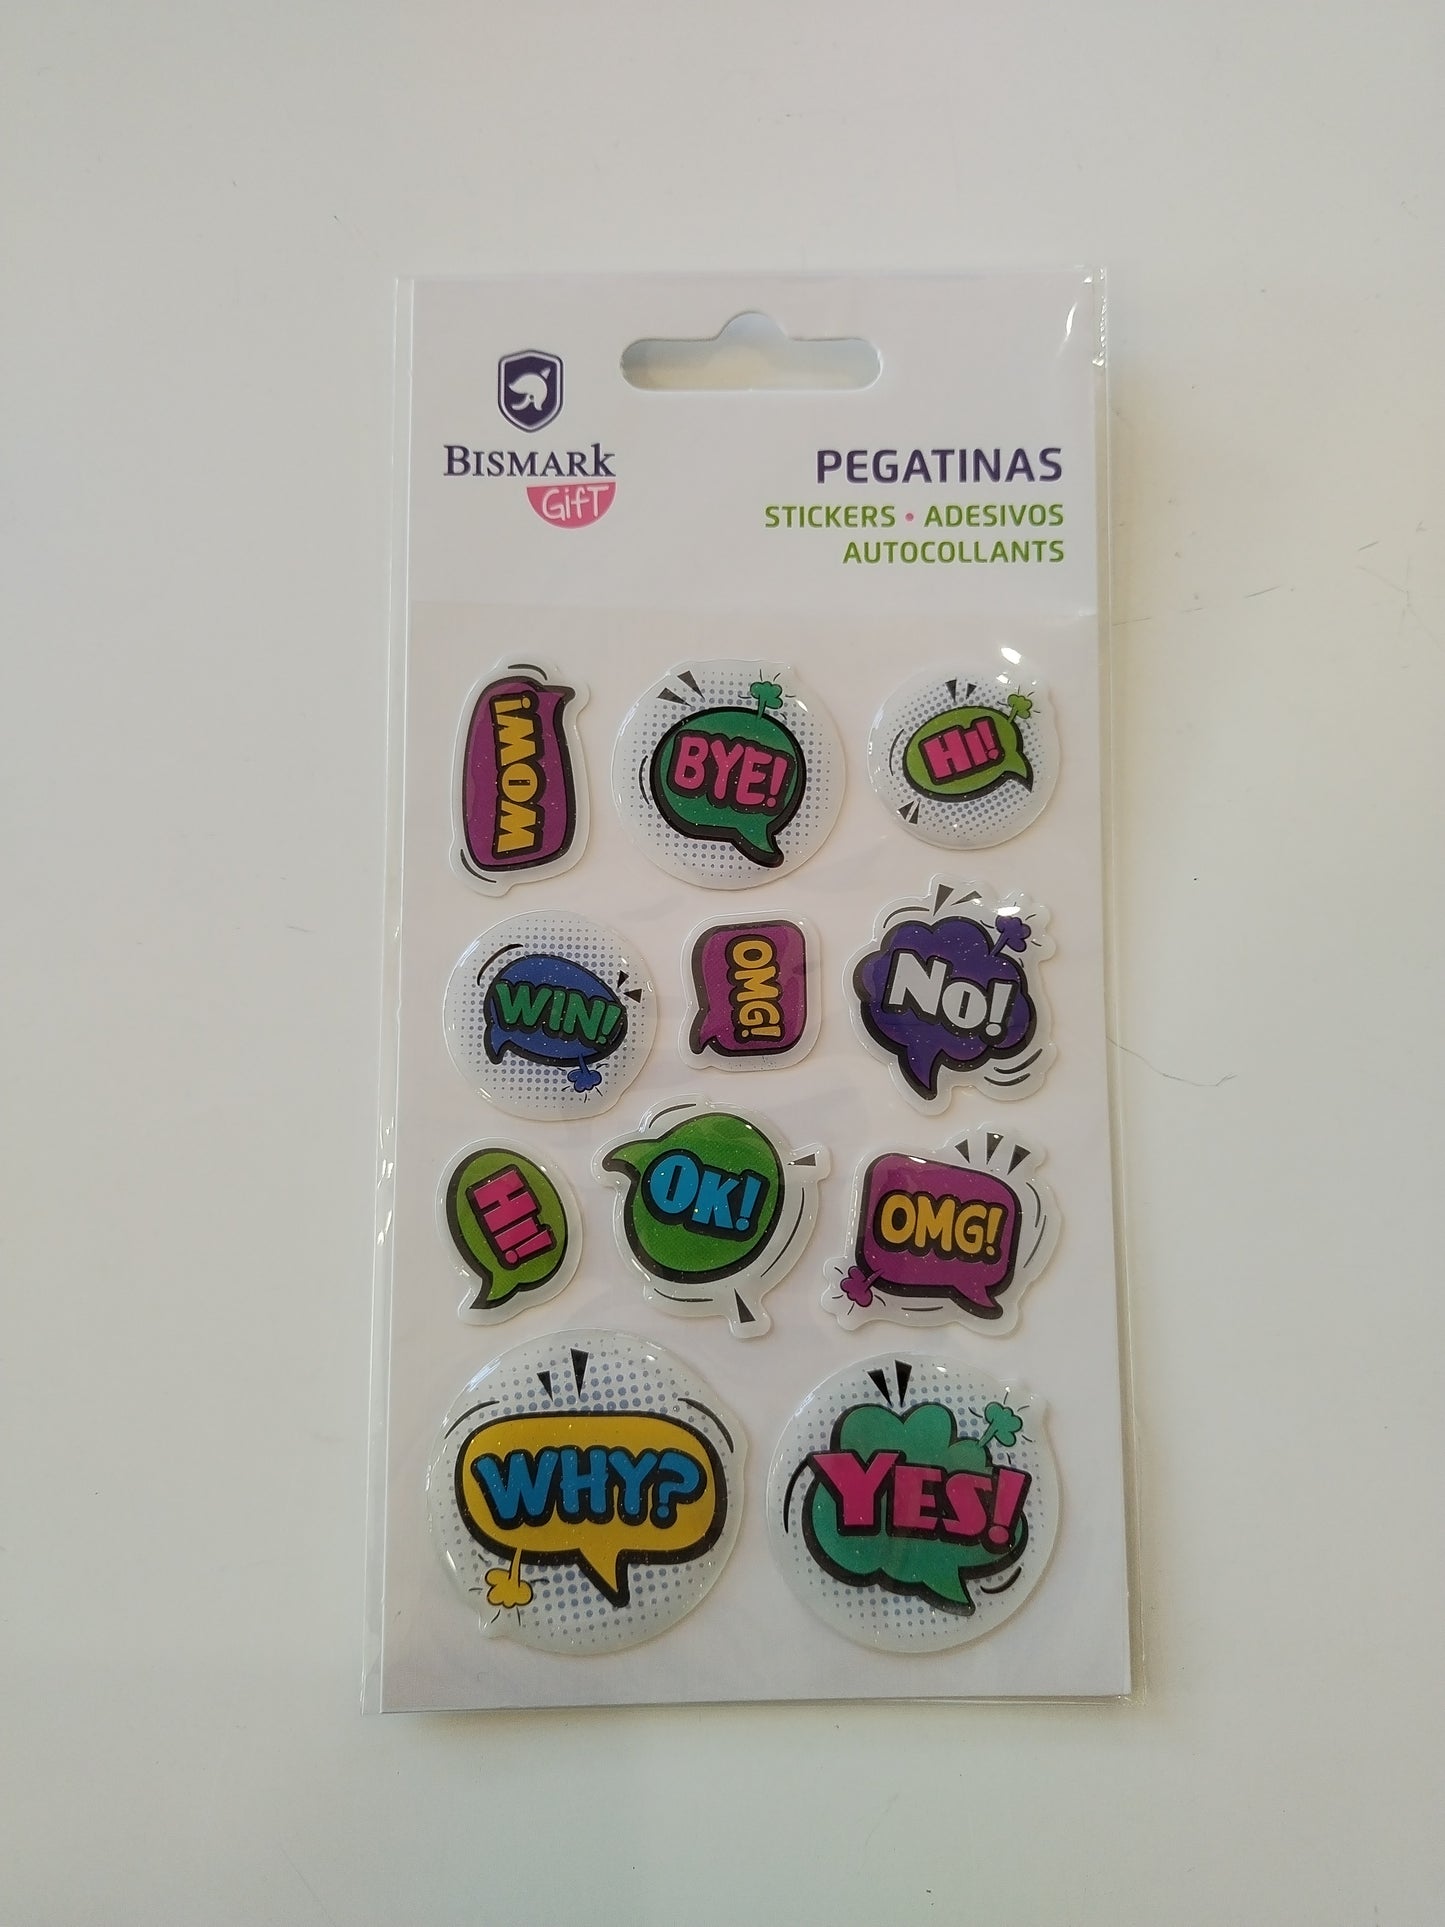 BISMARK
GifT
PEGATINAS
STICKERS • ADESIVOS
AUTOCOLLANTS
WOW!
BYE!
Hi!
WIN!
OMG!
NO!
Hi!
OK!
OMG!
WHY?
YES!